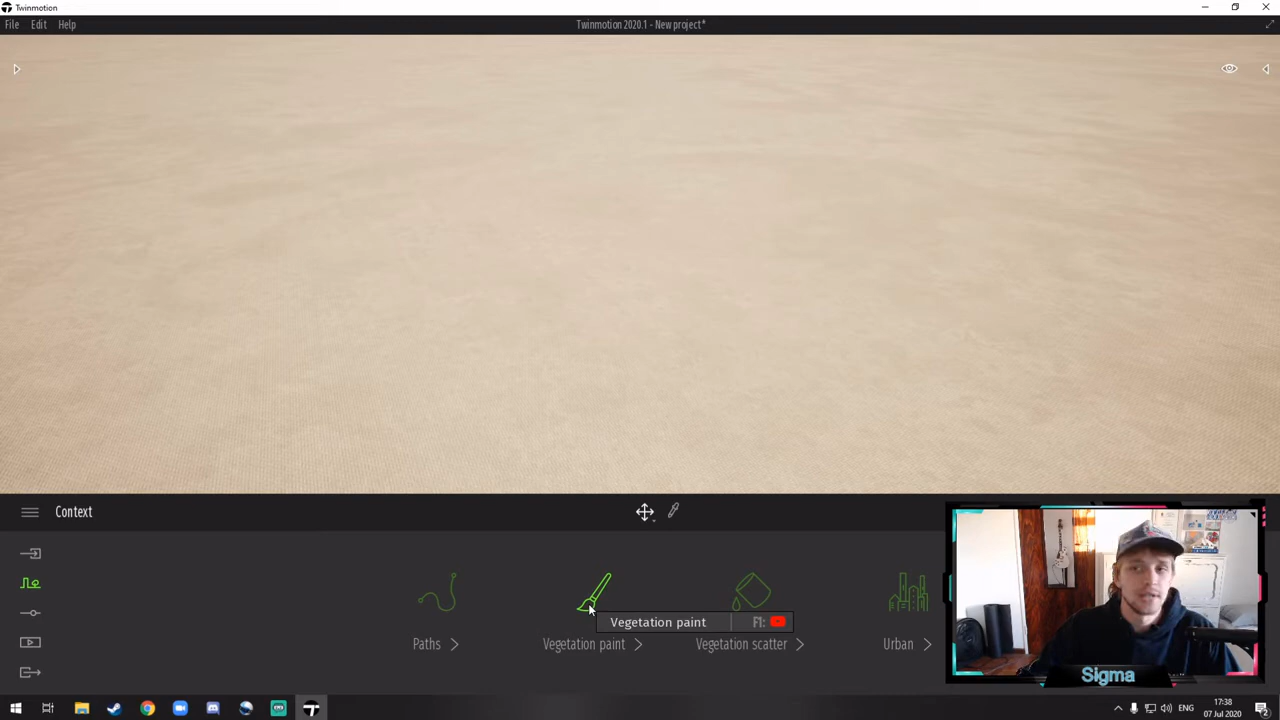 Twinmotion
File Edit Help
Twinmotion 2020.1 - New project*
Context
Vegetation paint F1:
Paths
Vegetation paint
Vegetation scatter
Urban
Sigma
ENG
17:38
07 Jul 2020
2